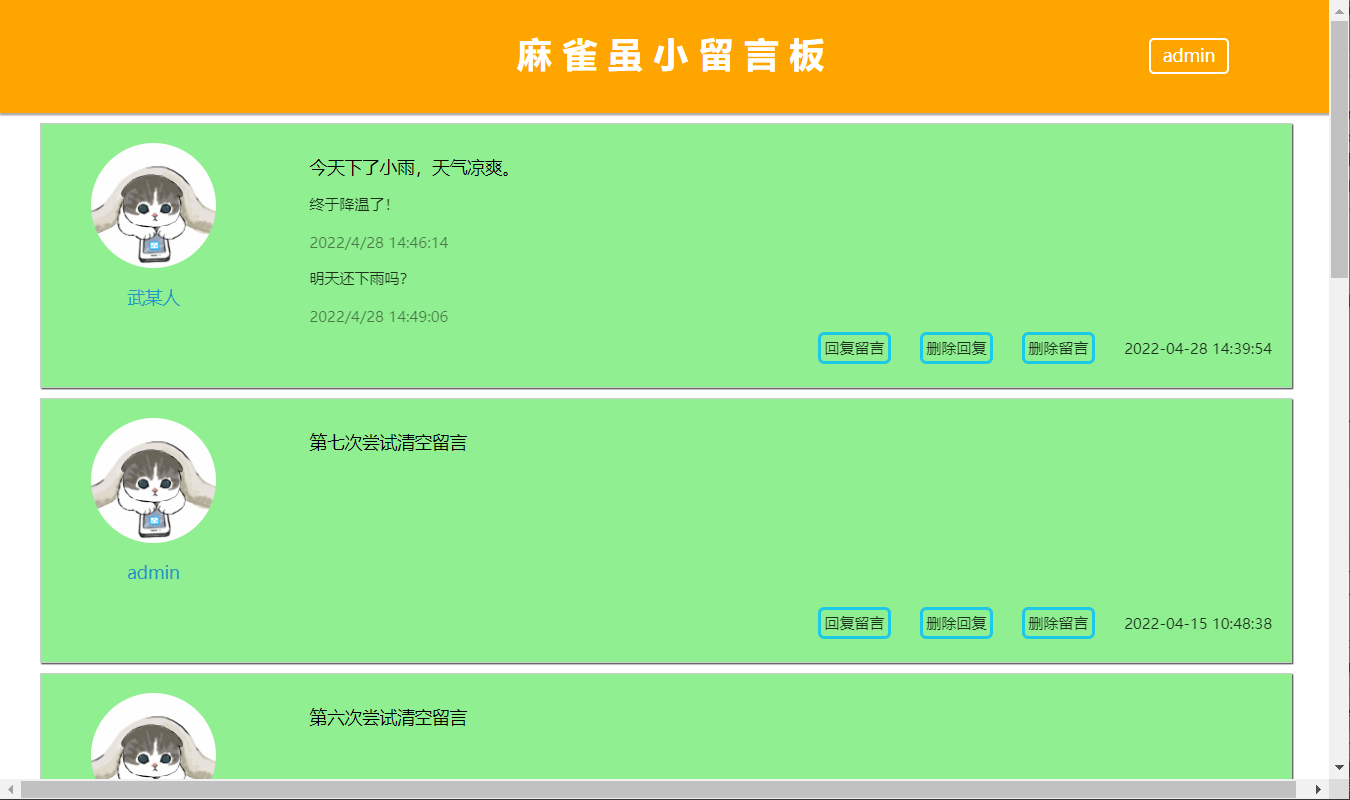 麻雀虽小留言板
admin
今天下了小雨，天气凉爽。
终于降温了!
2022/4/28 14:46:14
明天还下雨吗?
2022/4/28 14:49:06
武某人
回复留言 删除回复 删除留言 2022-04-28 14:39:54
第七次尝试清空留言
admin
回复留言 删除回复 删除留言 2022-04-15 10:48:38
第六次尝试清空留言